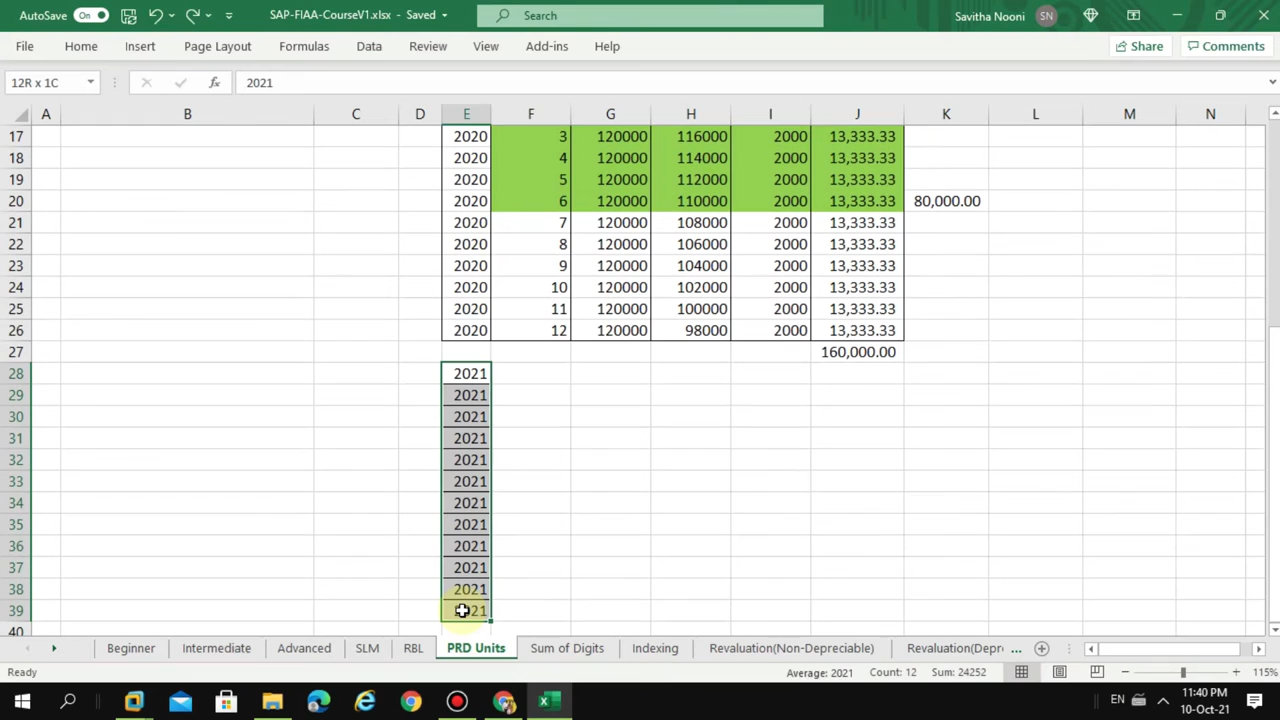 AutoSave On SAP-FIAA-CourseV1.xlsx - Saved Search Savitha Nooni SN
File Home Insert Page Layout Formulas Data Review View Add-ins Help Share Comments
12R x 1C fx 2021
A B C D E F G H I J K L M N
17 2020 3 120000 116000 2000 13,333.33
18 2020 4 120000 114000 2000 13,333.33
19 2020 5 120000 112000 2000 13,333.33
20 2020 6 120000 110000 2000 13,333.33 80,000.00
21 2020 7 120000 108000 2000 13,333.33
22 2020 8 120000 106000 2000 13,333.33
23 2020 9 120000 104000 2000 13,333.33
24 2020 10 120000 102000 2000 13,333.33
25 2020 11 120000 100000 2000 13,333.33
26 2020 12 120000 98000 2000 13,333.33
27 160,000.00
28 2021
29 2021
30 2021
31 2021
32 2021
33 2021
34 2021
35 2021
36 2021
37 2021
38 2021
39 2021
40
Beginner Intermediate Advanced SLM RBL PRD Units Sum of Digits Indexing Revaluation(Non-Depreciable) Revaluation(Depre ...
Ready Average: 2021 Count: 12 Sum: 24252 115%
EN 11:40 PM
10-Oct-21